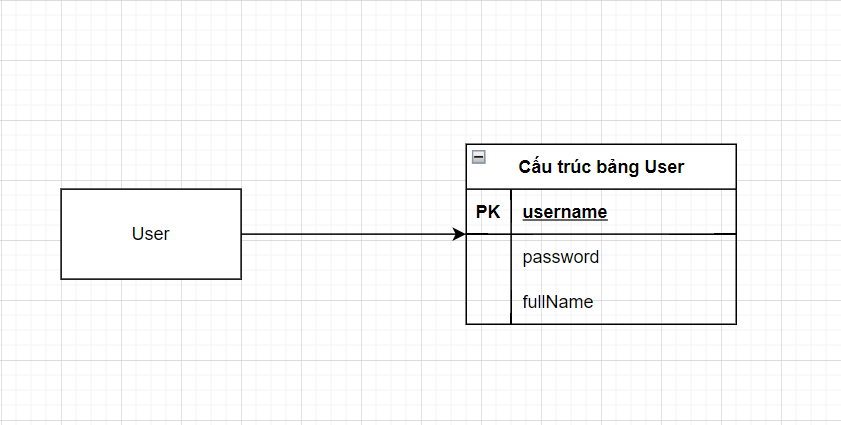 Cấu trúc bảng User
User
PK username
password
fullName